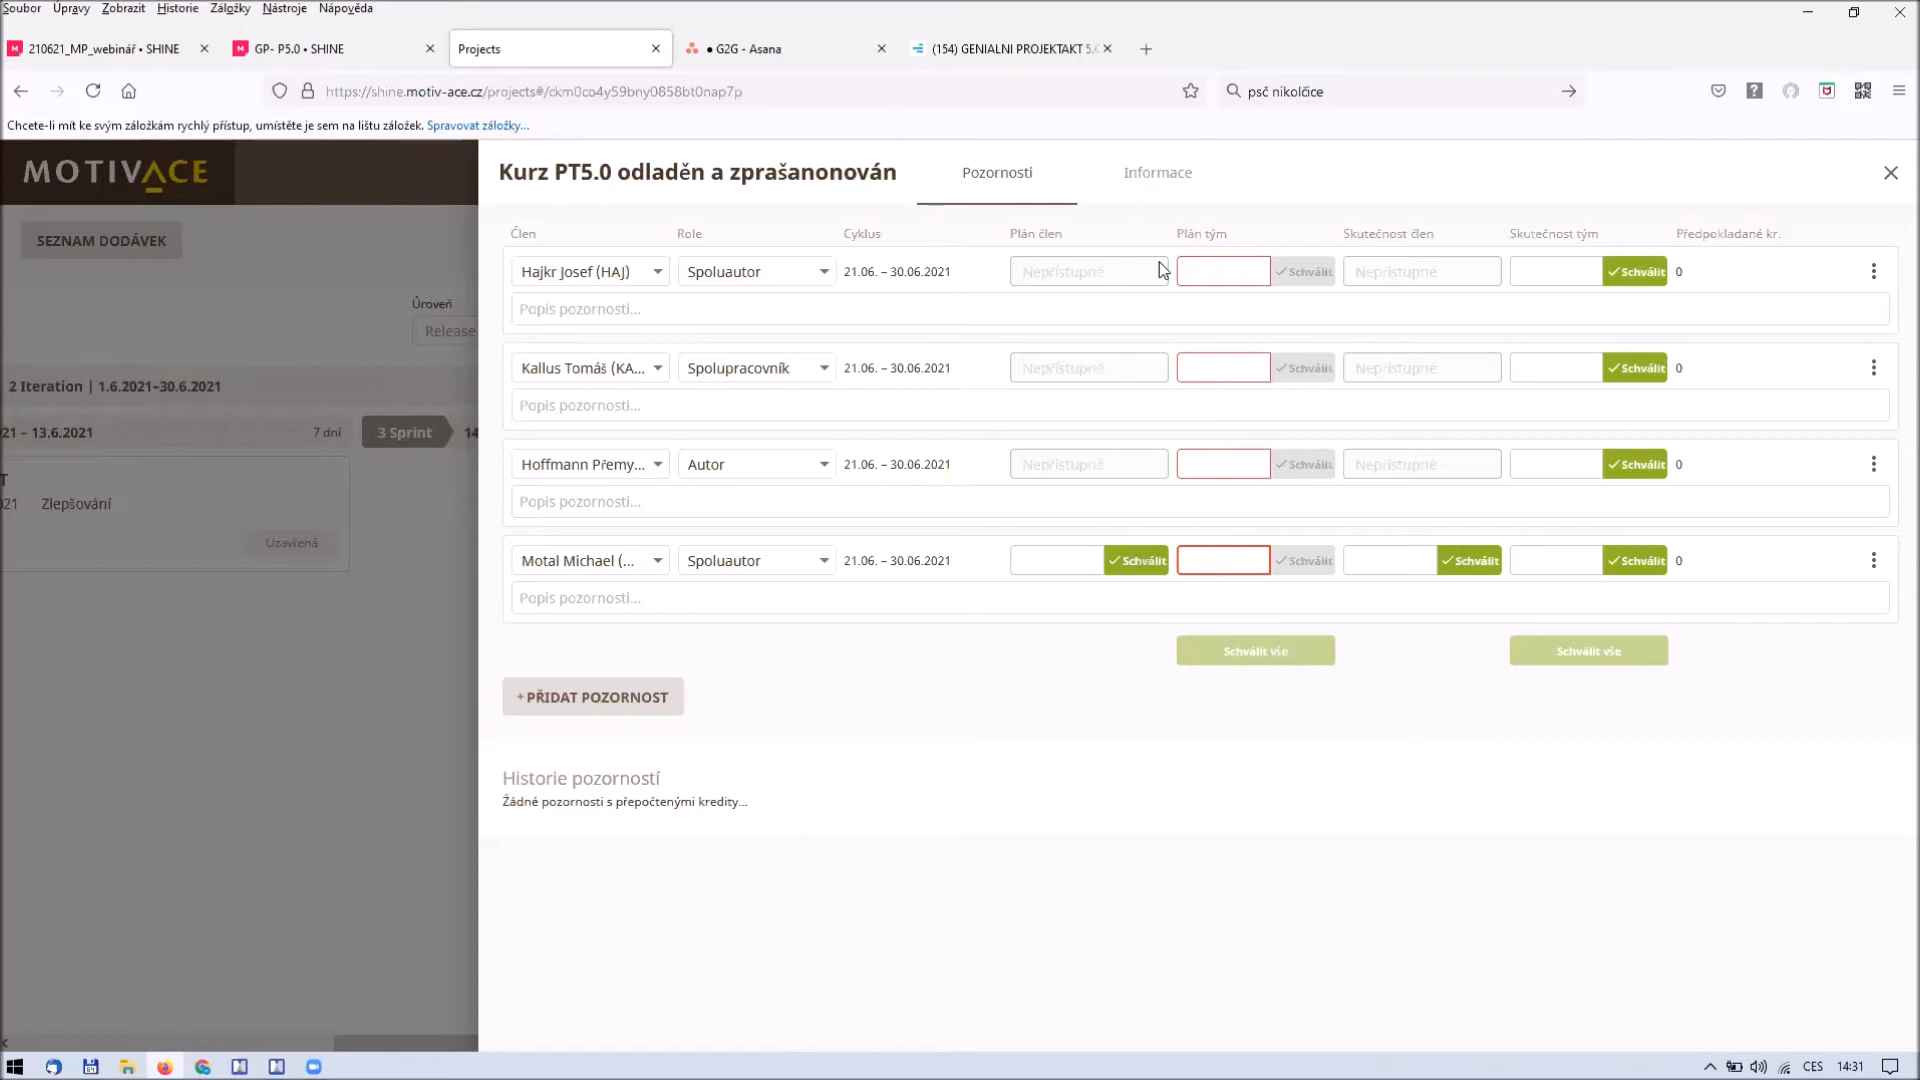 Soubor Úpravy Zobrazit Historie Záložky Nástroje Nápověda
210621_MP_webinář • SHINE
GP- P5.0 • SHINE
Projects
• G2G - Asana
(154) GENIALNI PROJEKTAKT 5.
https://shine.motiv-ace.cz/projects#/ckm0co4y59bny0858bt0nap7p
psč nikolčice
Chcete-li mít ke svým záložkám rychlý přístup, umístěte je sem na lištu záložek. Spravovat záložky...
MOTIVACE
Kurz PT5.0 odladěn a zprašanonován
Pozornosti
Informace
SEZNAM DODÁVEK
Člen Role Cyklus Plán člen Plán tým Skutečnost člen Skutečnost tým Předpokládané kr.
Hajkr Josef (HAJ) Spoluautor 21.06. – 30.06.2021 Nepřístupné Schválit Nepřístupné Schválit 0
Popis pozornosti...
Úroveň
Release
Kallus Tomáš (KA... Spolupracovník 21.06. – 30.06.2021 Nepřístupné Schválit Nepřístupné Schválit 0
Popis pozornosti...
2 Iteration | 1.6.2021–30.6.2021
21 – 13.6.2021 7 dní 3 Sprint 14
Hoffmann Přemy... Autor 21.06. – 30.06.2021 Nepřístupné Schválit Nepřístupné Schválit 0
Popis pozornosti...
T
021 Zlepšování
Uzavřená
Motal Michael (... Spoluautor 21.06. – 30.06.2021 Schválit Schválit Schválit Schválit 0
Popis pozornosti...
Schválit vše Schválit vše
+ PŘIDAT POZORNOST
Historie pozorností
Žádné pozornosti s přepočtenými kredity...
CES 14:31